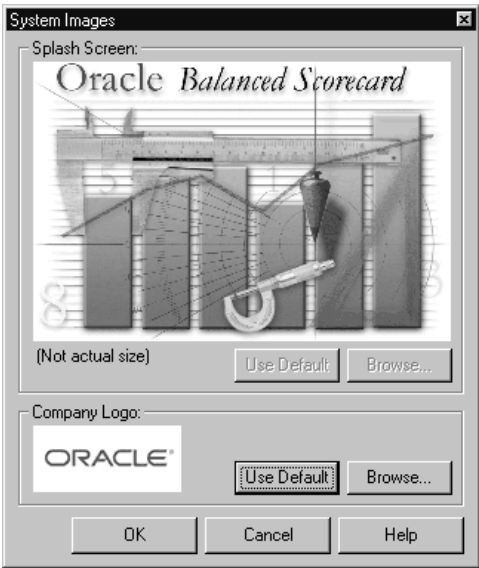 System Images
Splash Screen:
Oracle Balanced Scorecard
(Not actual size)
Use Default
Browse...
Company Logo:
ORACLE®
Use Default
Browse...
OK
Cancel
Help